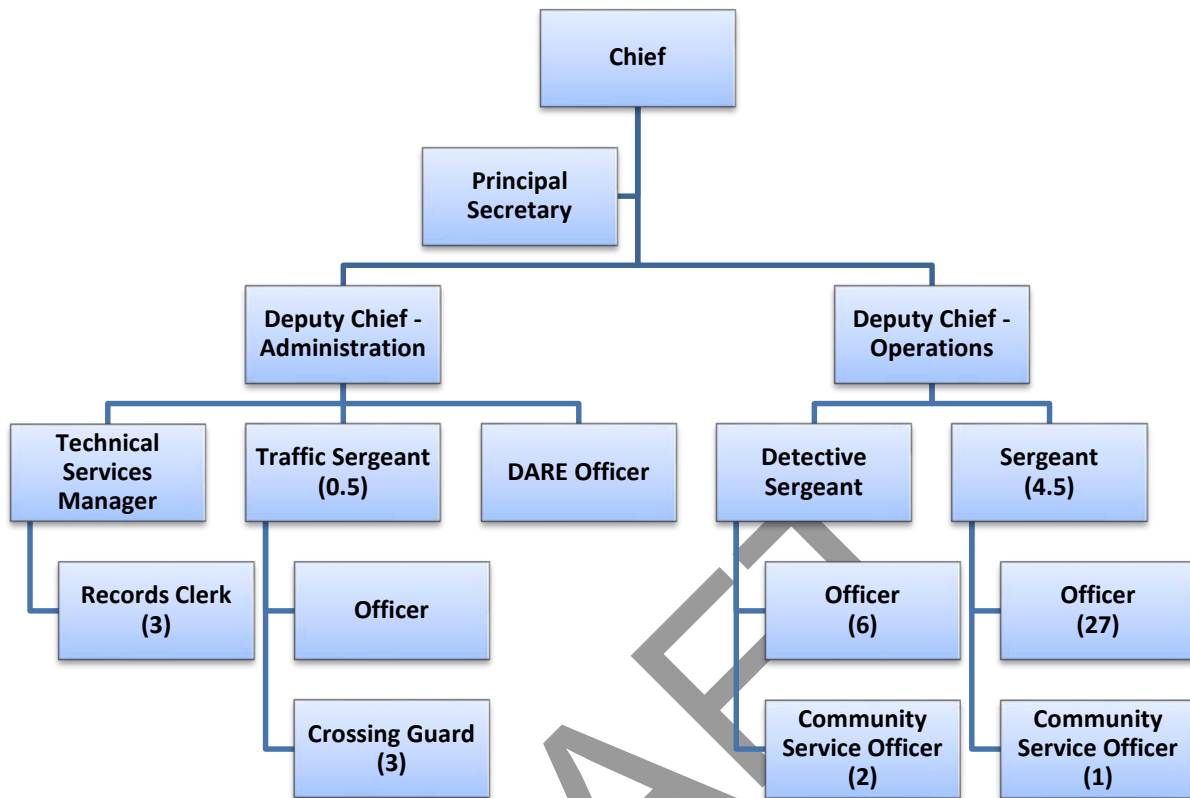 Chief
Principal
Secretary
Deputy Chief -
Administration
Deputy Chief -
Operations
Technical
Services
Manager
Traffic Sergeant
(0.5)
DARE Officer
Detective
Sergeant
Sergeant
(4.5)
Records Clerk
(3)
Officer
Officer
(6)
Officer
(27)
Crossing Guard
(3)
Community
Service Officer
(2)
Community
Service Officer
(1)